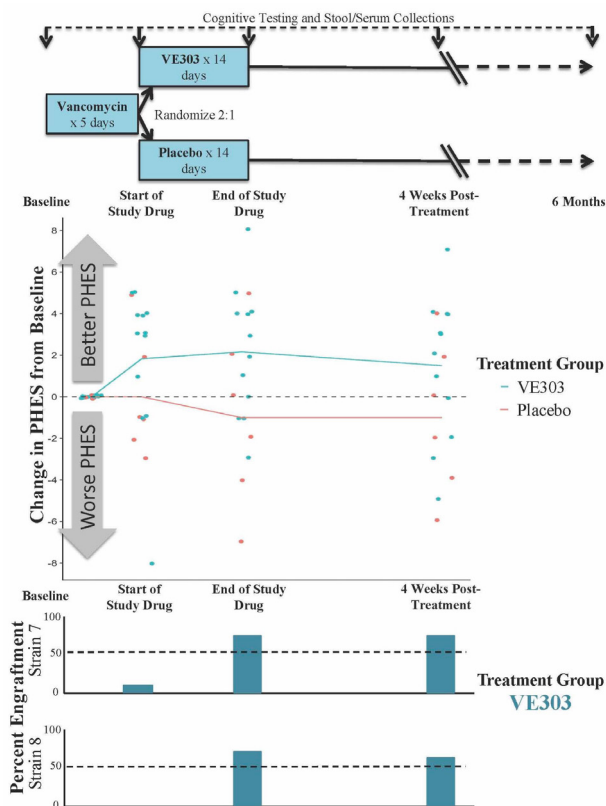 Cognitive Testing and Stool/Serum Collections
VE303 x 14
days
Vancomycin
x 5 days
Randomize 2:1
Placebo x 14
days
Baseline
Start of
Study Drug
End of Study
Drug
4 Weeks Post-
Treatment
6 Months
Change in PHES from Baseline
Better PHES
Worse PHES
8
6
4
2
0
-2
-4
-6
-8
Treatment Group
VE303
Placebo
Baseline
Start of
Study Drug
End of Study
Drug
4 Weeks Post-
Treatment
Percent Engraftment
Strain 7
100
50
0
Strain 8
100
50
0
Treatment Group
VE303